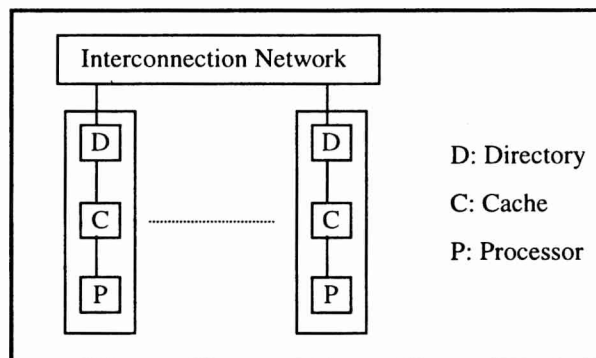 Interconnection Network
D D
C C
P P
D: Directory
C: Cache
P: Processor